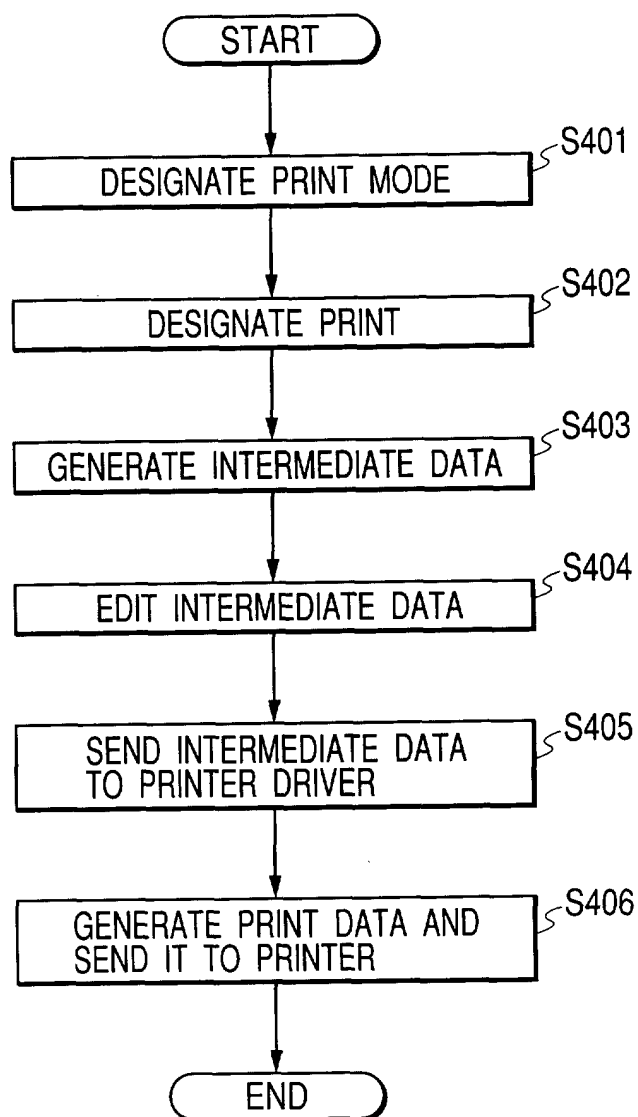 START
S401
DESIGNATE PRINT MODE
S402
DESIGNATE PRINT
S403
GENERATE INTERMEDIATE DATA
S404
EDIT INTERMEDIATE DATA
S405
SEND INTERMEDIATE DATA
TO PRINTER DRIVER
S406
GENERATE PRINT DATA AND
SEND IT TO PRINTER
END